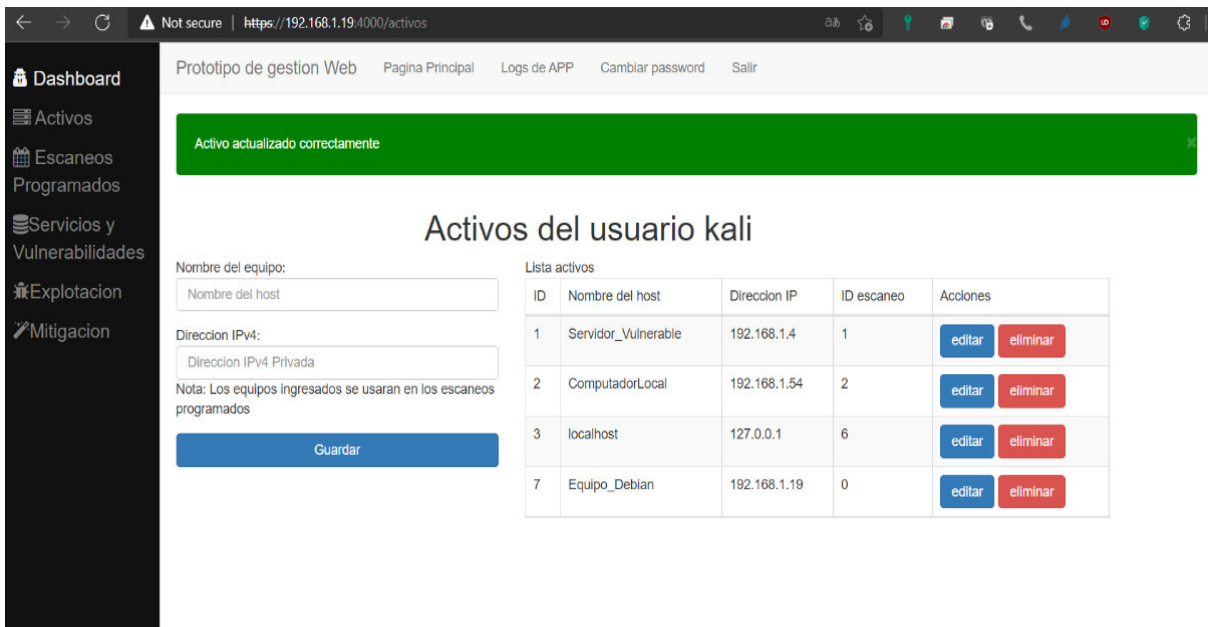 Not secure | https://192.168.1.19:4000/activos
Prototipo de gestion Web Pagina Principal Logs de APP Cambiar password Salir
Dashboard
Activos
Escaneos
Programados
Servicios y
Vulnerabilidades
Explotacion
Mitigacion
Activo actualizado correctamente
Activos del usuario kali
Nombre del equipo:
Nombre del host
Direccion IPv4:
Direccion IPv4 Privada
Nota: Los equipos ingresados se usaran en los escaneos
programados
Guardar
Lista activos
ID Nombre del host Direccion IP ID escaneo Acciones
1 Servidor_Vulnerable 192.168.1.4 1 editar eliminar
2 ComputadorLocal 192.168.1.54 2 editar eliminar
3 localhost 127.0.0.1 6 editar eliminar
7 Equipo_Debian 192.168.1.19 0 editar eliminar